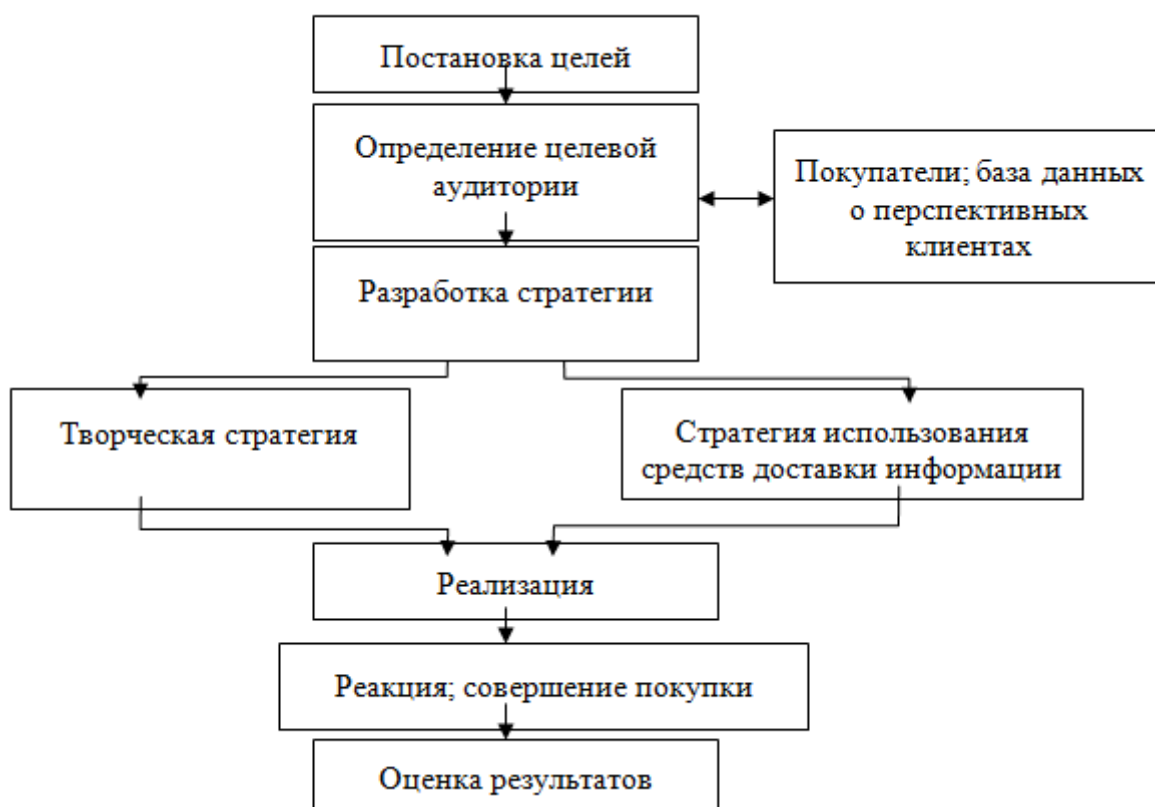 Постановка целей
Определение целевой
аудитории
Покупатели; база данных
о перспективных
клиентах
Разработка стратегии
Творческая стратегия
Стратегия использования
средств доставки информации
Реализация
Реакция; совершение покупки
Оценка результатов